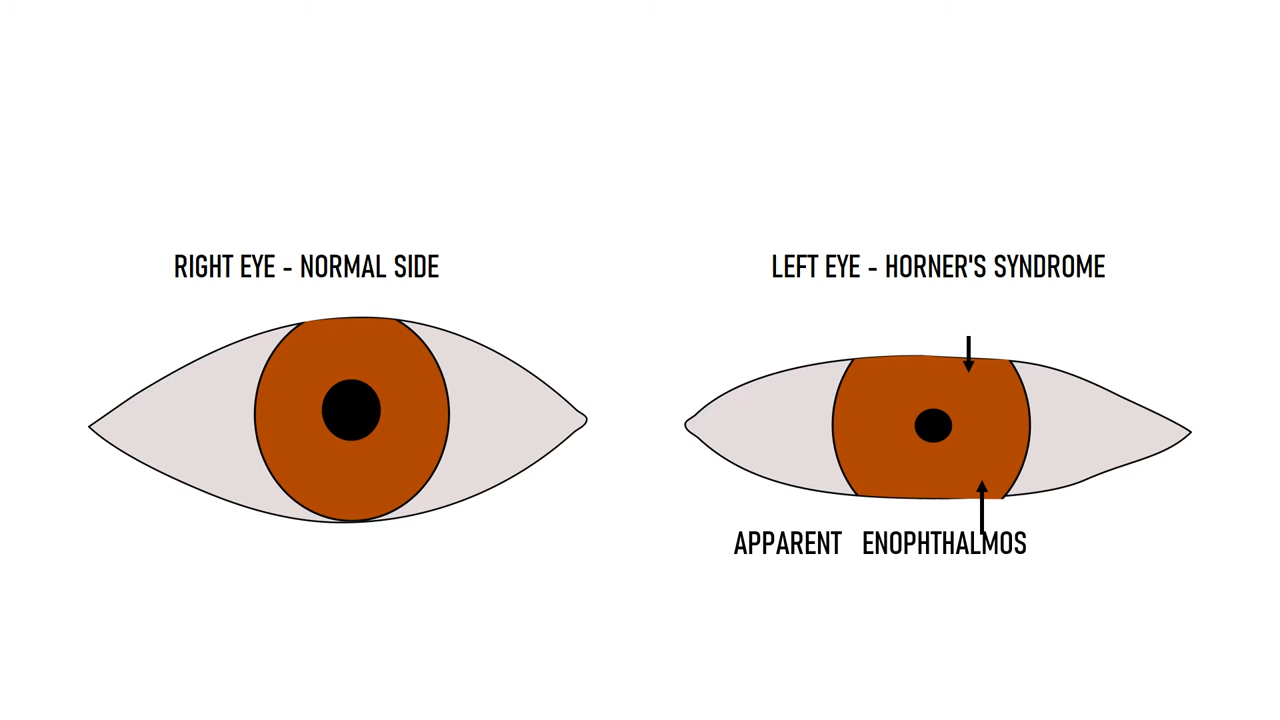 RIGHT EYE - NORMAL SIDE
LEFT EYE - HORNER'S SYNDROME
APPARENT ENOPHTHALMOS